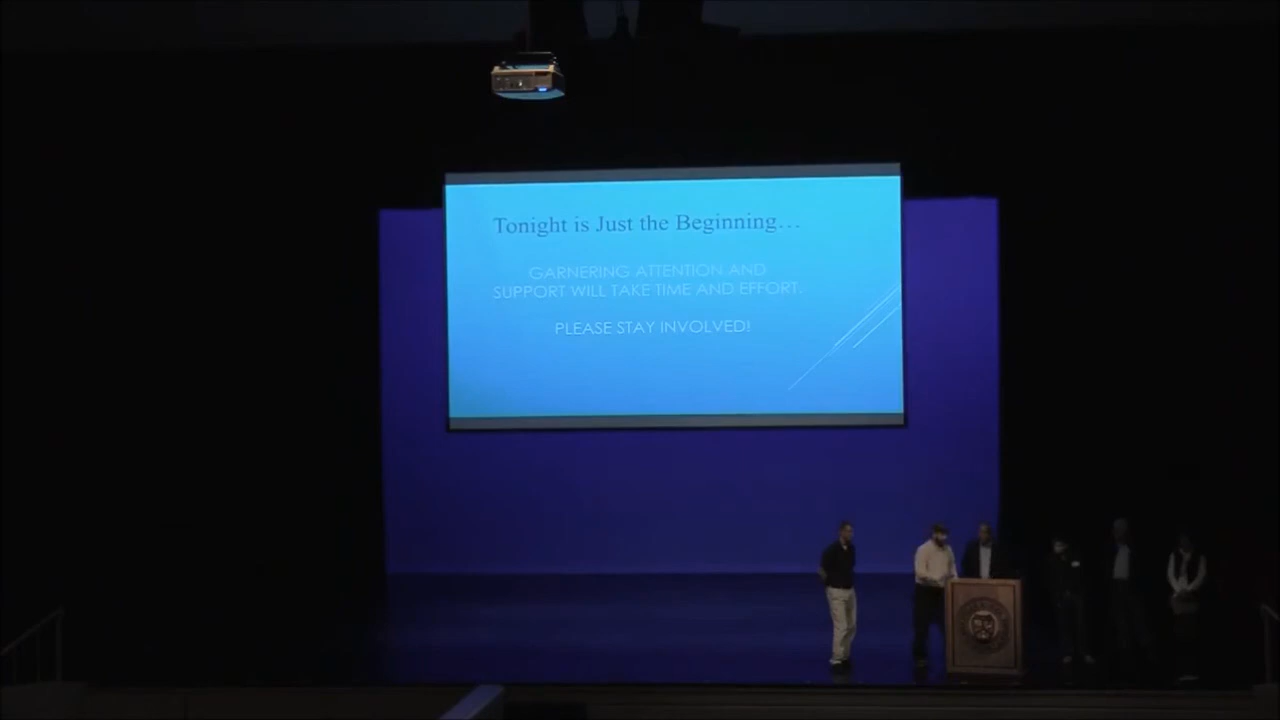 Tonight is Just the Beginning...
GARNERING ATTENTION AND
SUPPORT WILL TAKE TIME AND EFFORT.
PLEASE STAY INVOLVED!